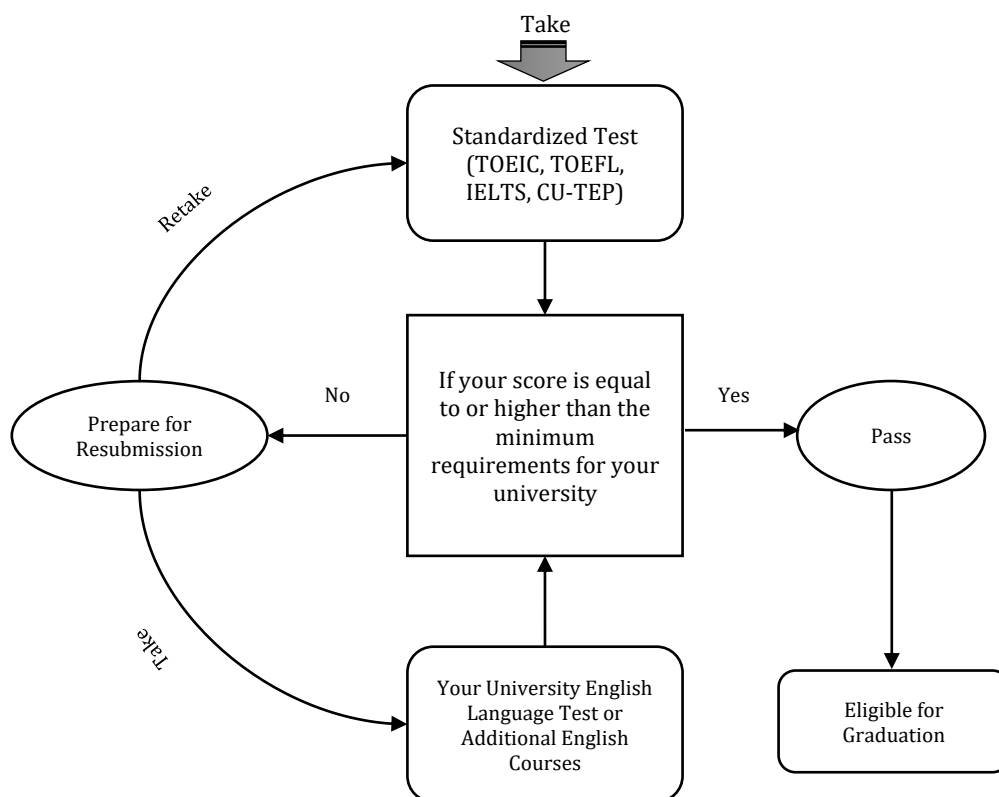 Take
Standardized Test
(TOEIC, TOEFL,
IELTS, CU-TEP)
Retake
If your score is equal
to or higher than the
minimum
requirements for your
university
No
Yes
Prepare for
Resubmission
Pass
Take
Your University English
Language Test or
Additional English
Courses
Eligible for
Graduation